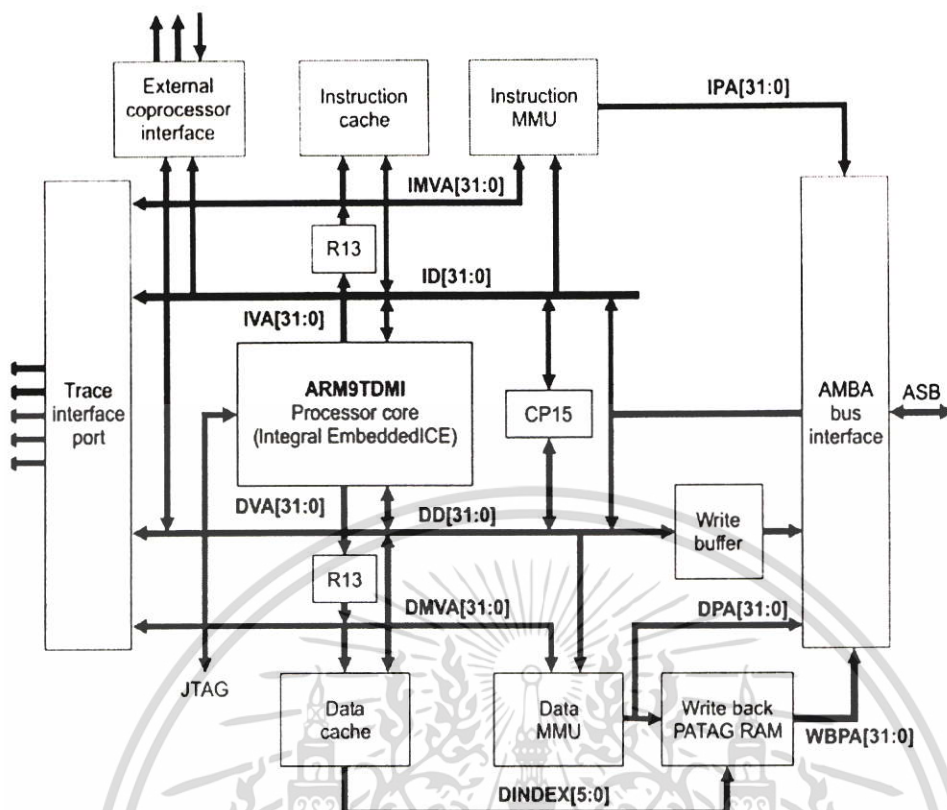 External
coprocessor
interface
Instruction
cache
Instruction
MMU
IPA[31:0]
IMVA[31:0]
R13
ID[31:0]
IVA[31:0]
Trace
interface
port
ARM9TDMI
Processor core
(Integral EmbeddedICE)
CP15
AMBA
bus
interface
ASB
DVA[31:0]
DD[31:0]
Write
buffer
R13
DMVA[31:0]
DPA[31:0]
JTAG
Data
cache
Data
MMU
Write back
PATAG RAM
WBPA[31:0]
DINDEX[5:0]